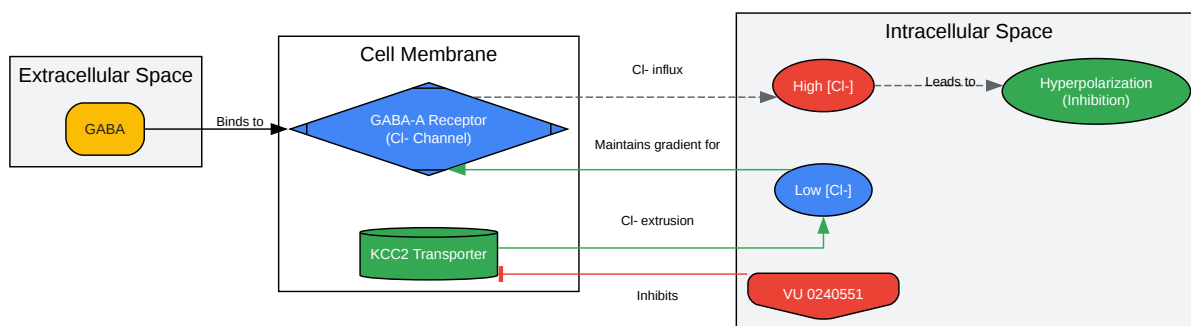 Extracellular Space
GABA
Binds to
Cell Membrane
GABA-A Receptor
(Cl- Channel)
KCC2 Transporter
Cl- influx
Maintains gradient for
Cl- extrusion
Inhibits
Intracellular Space
High [Cl-]
Leads to
Hyperpolarization
(Inhibition)
Low [Cl-]
VU 0240551